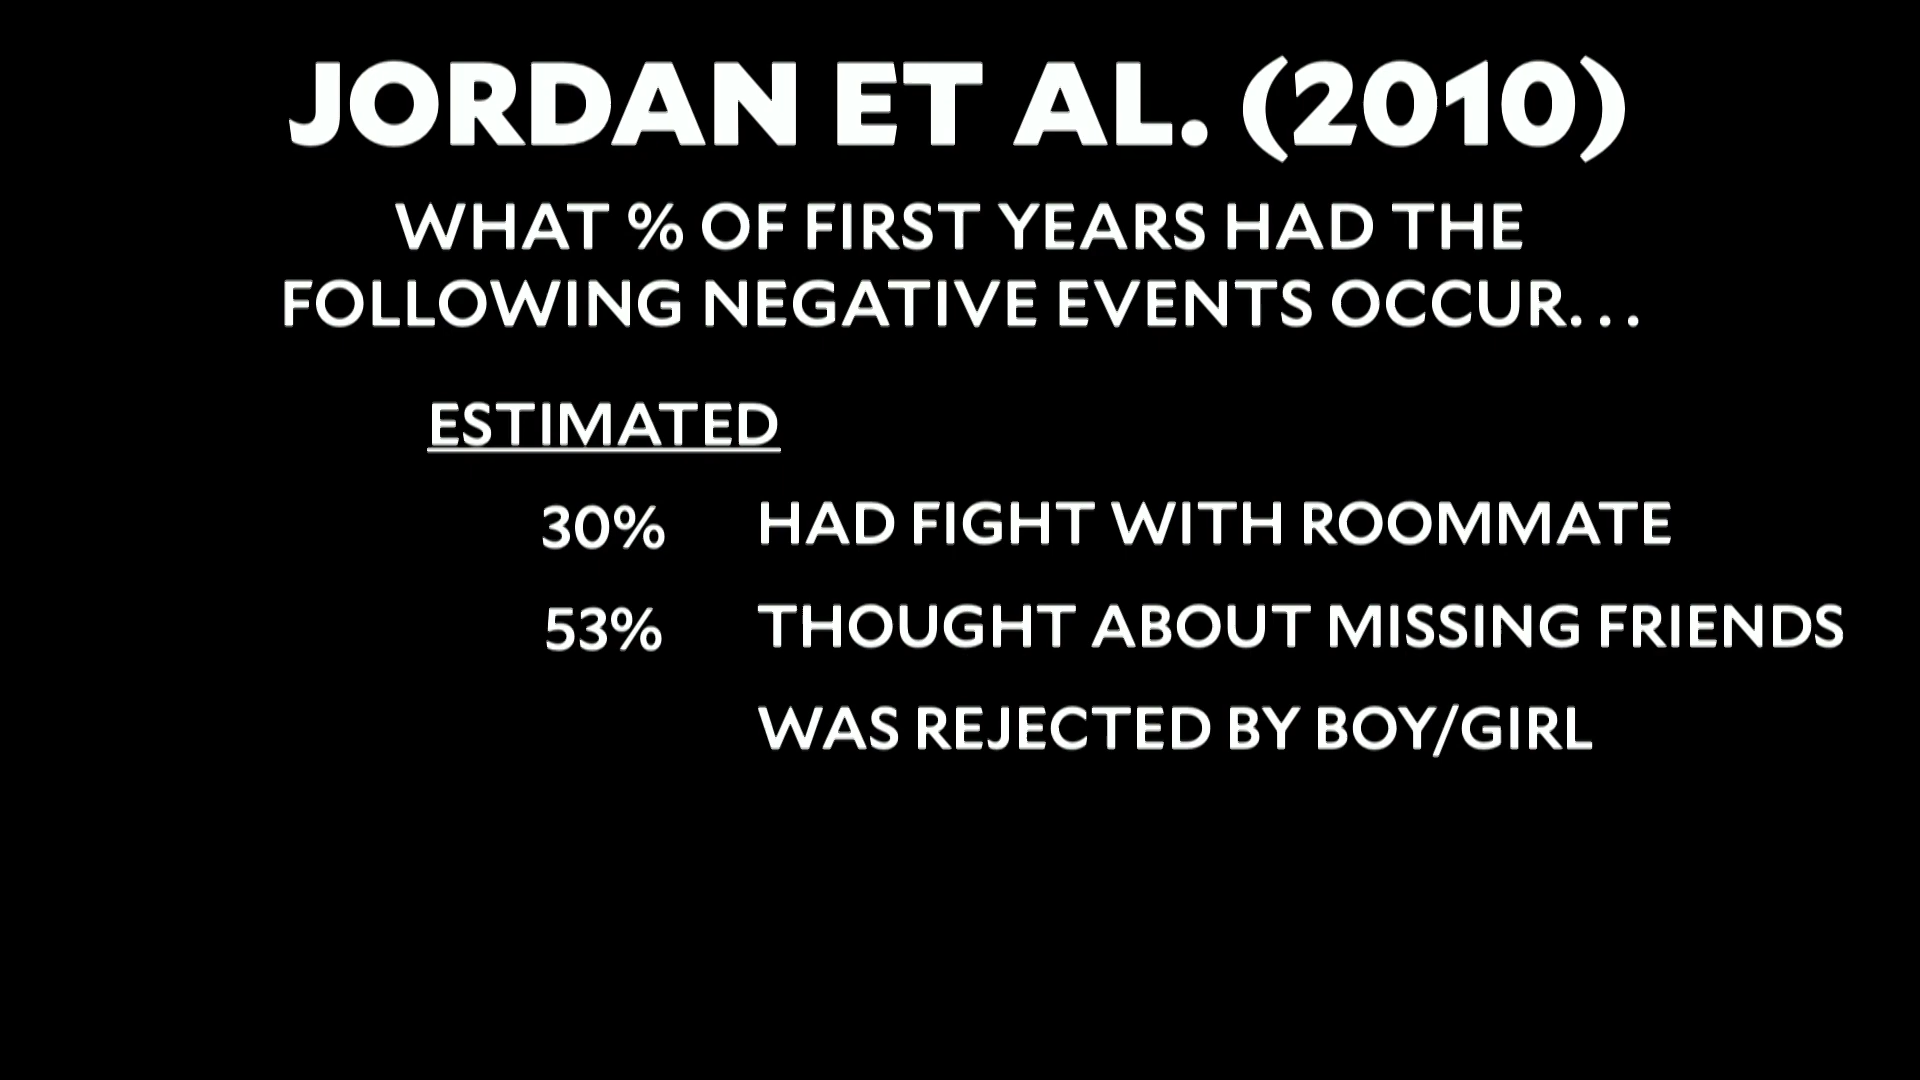 JORDAN ET AL. (2010)
WHAT % OF FIRST YEARS HAD THE
FOLLOWING NEGATIVE EVENTS OCCUR...
ESTIMATED
30% HAD FIGHT WITH ROOMMATE
53% THOUGHT ABOUT MISSING FRIENDS
WAS REJECTED BY BOY/GIRL